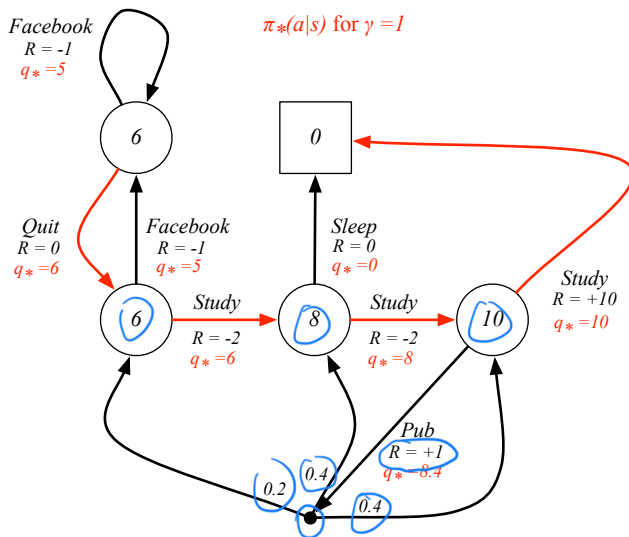 Facebook
R = -1
q* =5
π*(a|s) for γ =1
6
0
Quit
R = 0
q* =6
Facebook
R = -1
q* =5
Sleep
R = 0
q* =0
Study
R = +10
q* =10
6
Study
R = -2
q* =6
8
Study
R = -2
q* =8
10
Pub
R = +1
q* =8.4
0.2
0.4
0.4